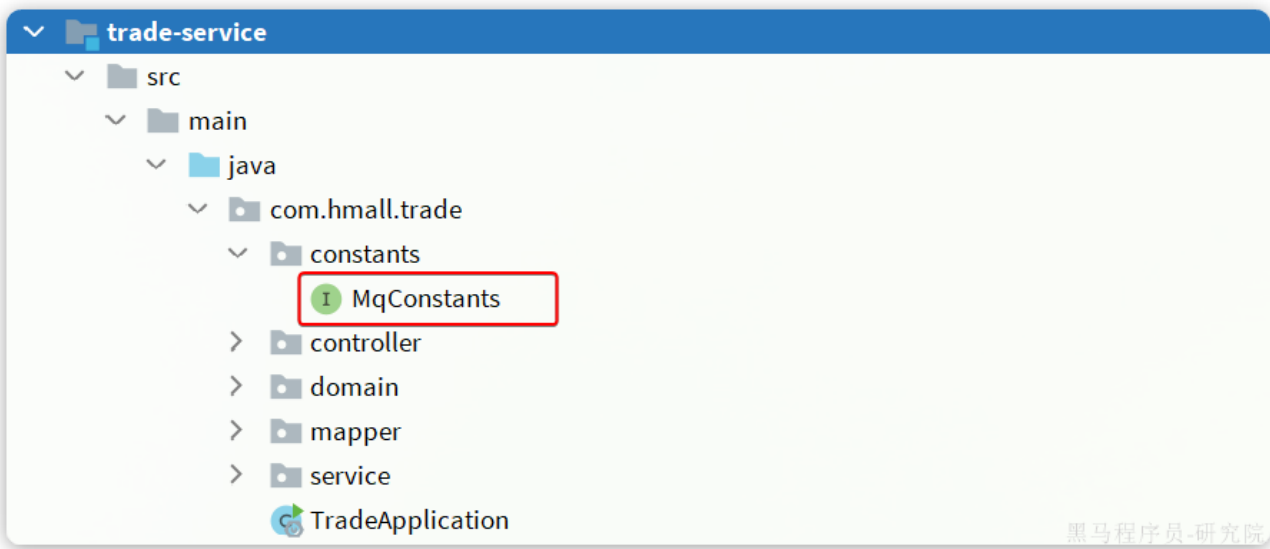 trade-service
src
main
java
com.hmall.trade
constants
I MqConstants
controller
domain
mapper
service
C TradeApplication
黑马程序员-研究院